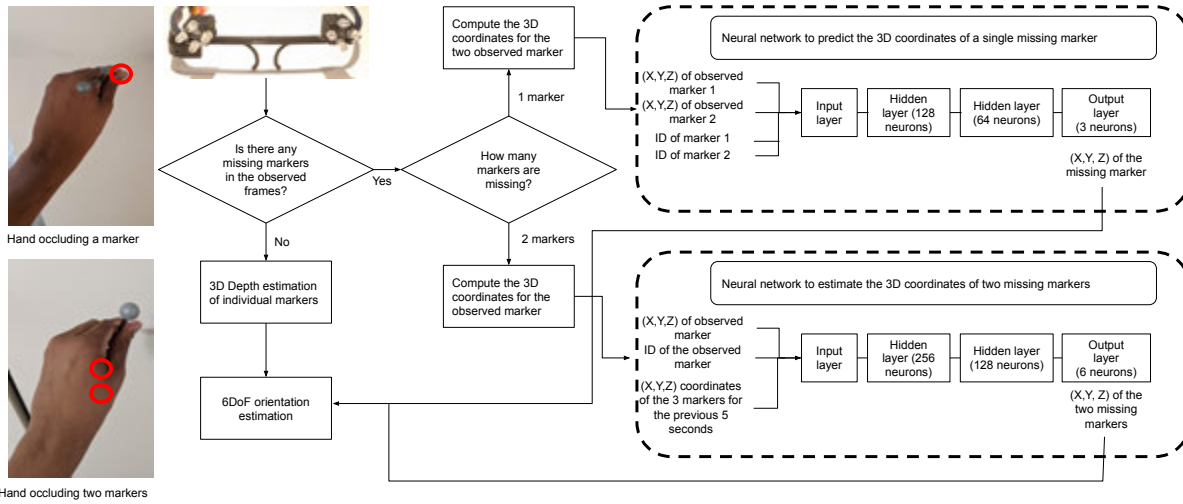 Hand occluding a marker
Hand occluding two markers
Is there any
missing markers
in the observed
frames?
Yes
No
3D Depth estimation
of individual markers
6DoF orientation
estimation
How many
markers are
missing?
1 marker
2 markers
Compute the 3D
coordinates for the
two observed marker
Compute the 3D
coordinates for the
observed marker
Neural network to predict the 3D coordinates of a single missing marker
(X,Y,Z) of observed
marker 1
(X,Y,Z) of observed
marker 2
ID of marker 1
ID of marker 2
Input
layer
Hidden
layer (128
neurons)
Hidden layer
(64 neurons)
Output
layer
(3 neurons)
(X,Y, Z) of the
missing marker
Neural network to estimate the 3D coordinates of two missing markers
(X,Y,Z) of observed
marker
ID of the observed
marker
(X,Y,Z) coordinates
of the 3 markers for
the previous 5
seconds
Input
layer
Hidden
layer (256
neurons)
Hidden layer
(128 neurons)
Output
layer
(6 neurons)
(X,Y, Z) of the
two missing
markers